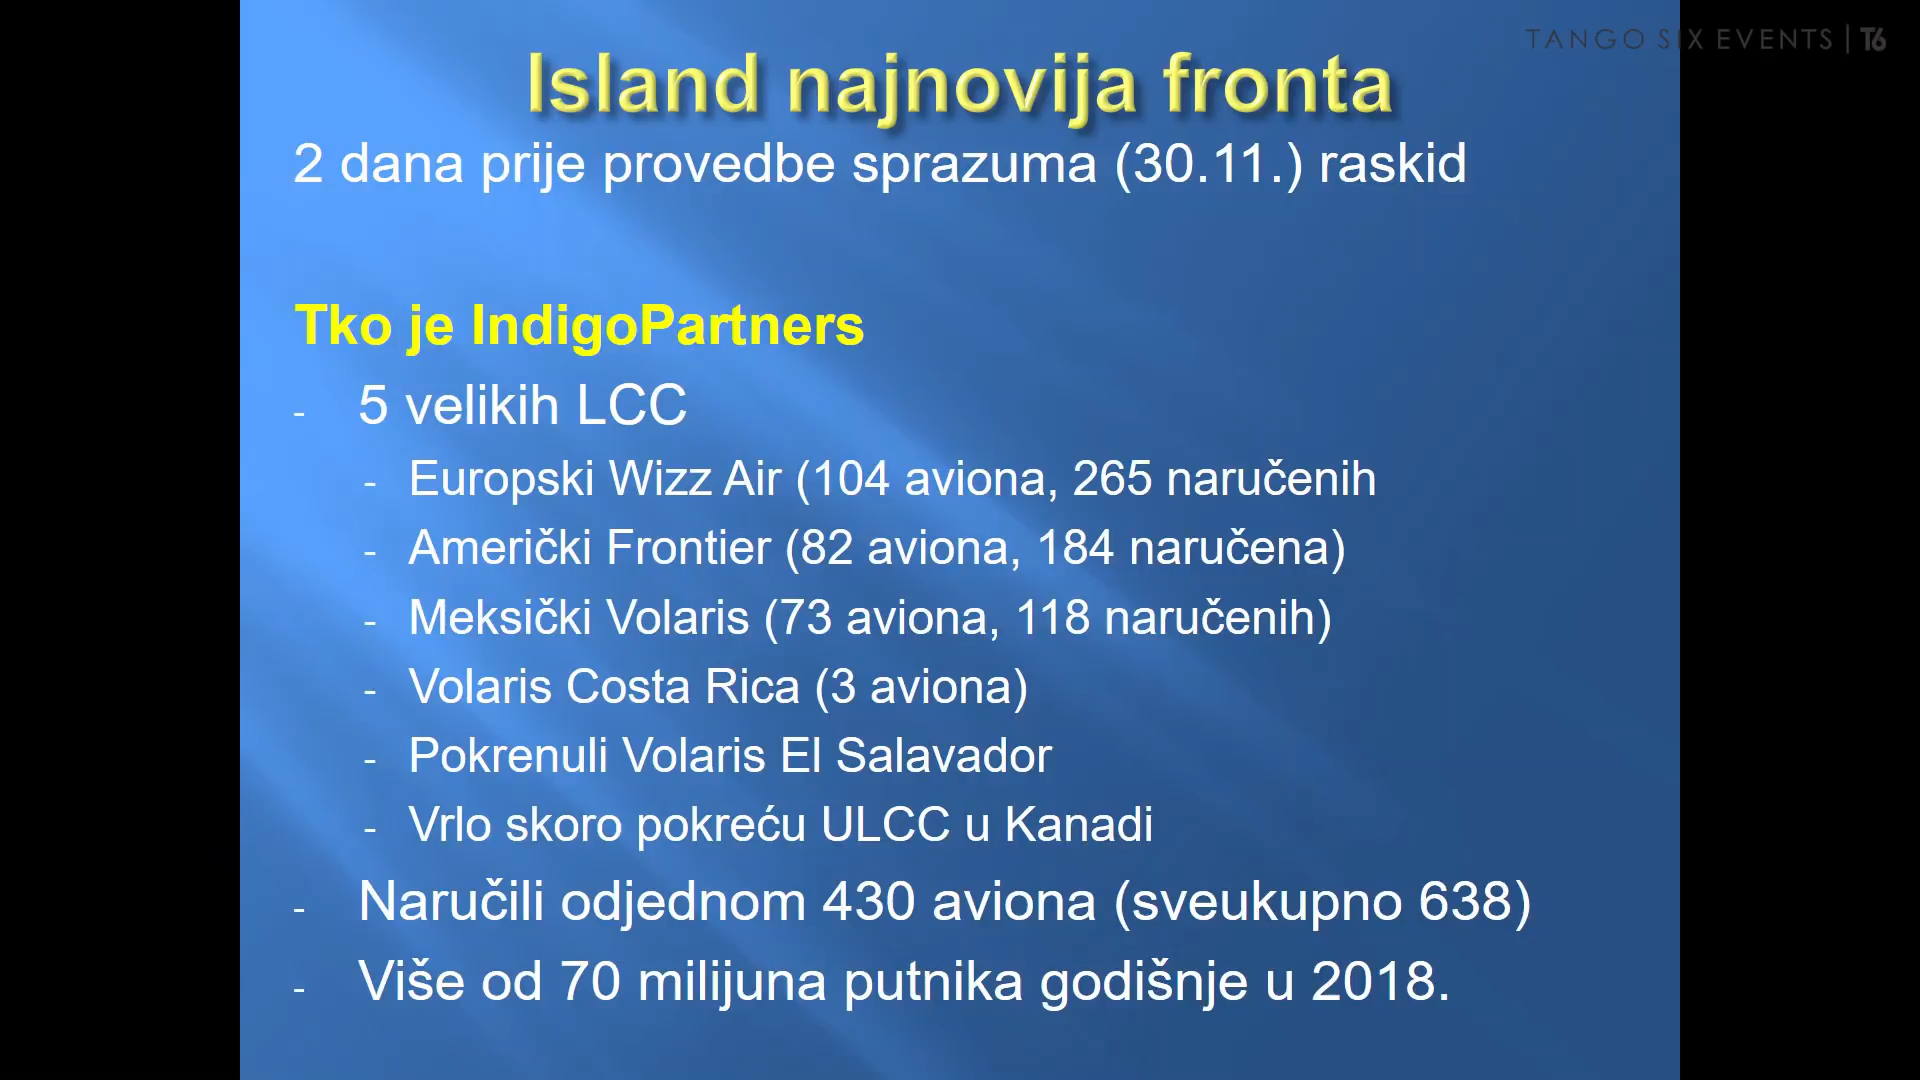 TANGO SIX EVENTS | T6
Island najnovija fronta
2 dana prije provedbe sprazuma (30.11.) raskid
Tko je IndigoPartners
- 5 velikih LCC
- Europski Wizz Air (104 aviona, 265 naručenih
- Američki Frontier (82 aviona, 184 naručena)
- Meksički Volaris (73 aviona, 118 naručenih)
- Volaris Costa Rica (3 aviona)
- Pokrenuli Volaris El Salavador
- Vrlo skoro pokreću ULCC u Kanadi
- Naručili odjednom 430 aviona (sveukupno 638)
- Više od 70 milijuna putnika godišnje u 2018.